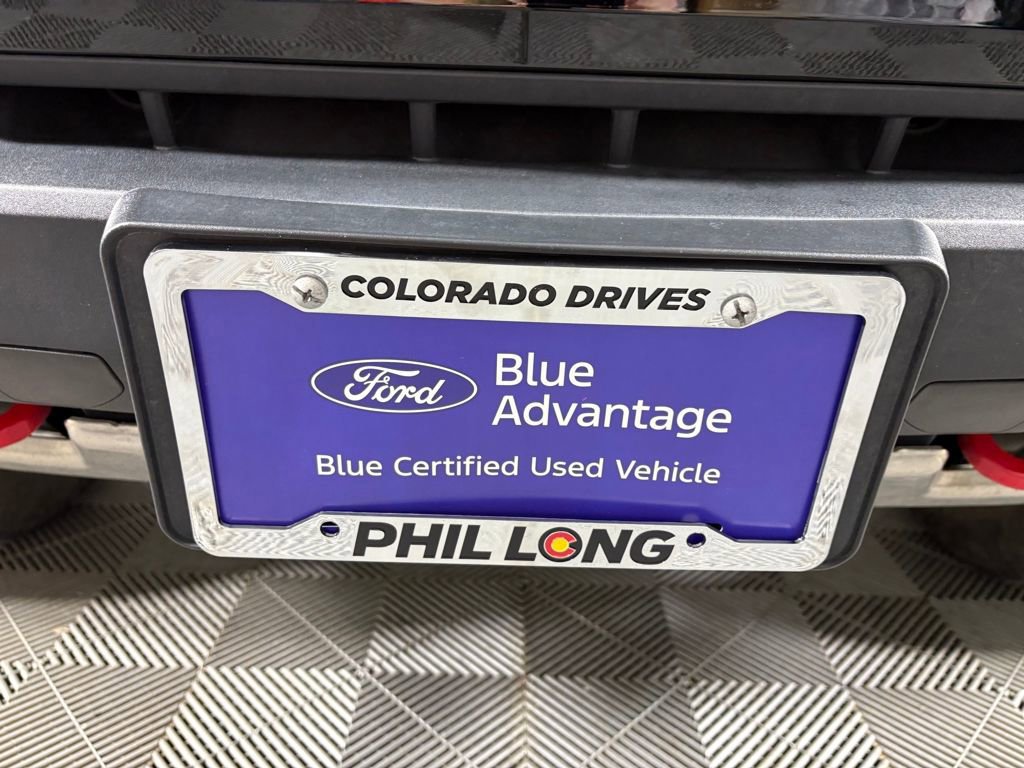 COLORADO DRIVES
Ford
Blue
Advantage
Blue Certified Used Vehicle
PHIL LONG